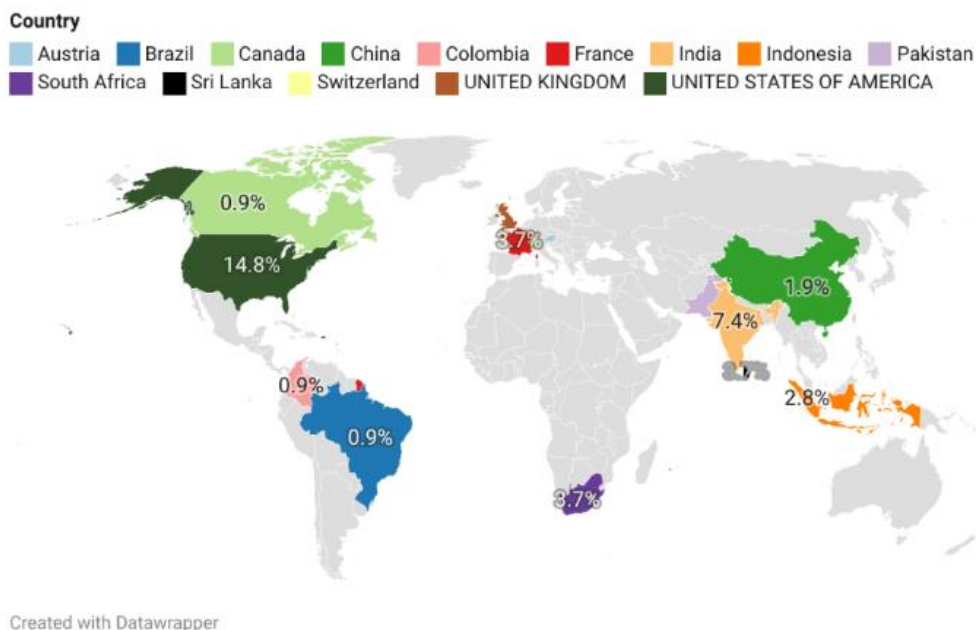 Country
Austria Brazil Canada China Colombia France India Indonesia Pakistan
South Africa Sri Lanka Switzerland UNITED KINGDOM UNITED STATES OF AMERICA
0.9%
3.7%
14.8%
1.9%
7.4%
0.9%
2.8%
0.9%
3.7%
Created with Datawrapper